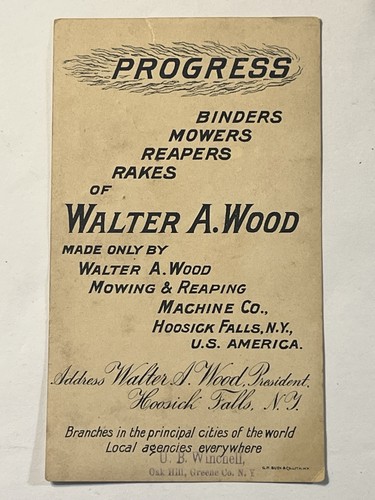 PROGRESS
BINDERS
MOWERS
REAPERS
RAKES
OF
WALTER A. WOOD
MADE ONLY BY
WALTER A. WOOD
MOWING & REAPING
MACHINE CO.,
HOOSICK FALLS, N.Y.,
U.S. AMERICA.
Address Walter A. Wood, President,
Hoosick Falls, N.Y.
Branches in the principal cities of the world
Local agencies everywhere
U. B. Winchell,
Oak Hill, Greene Co. N. Y